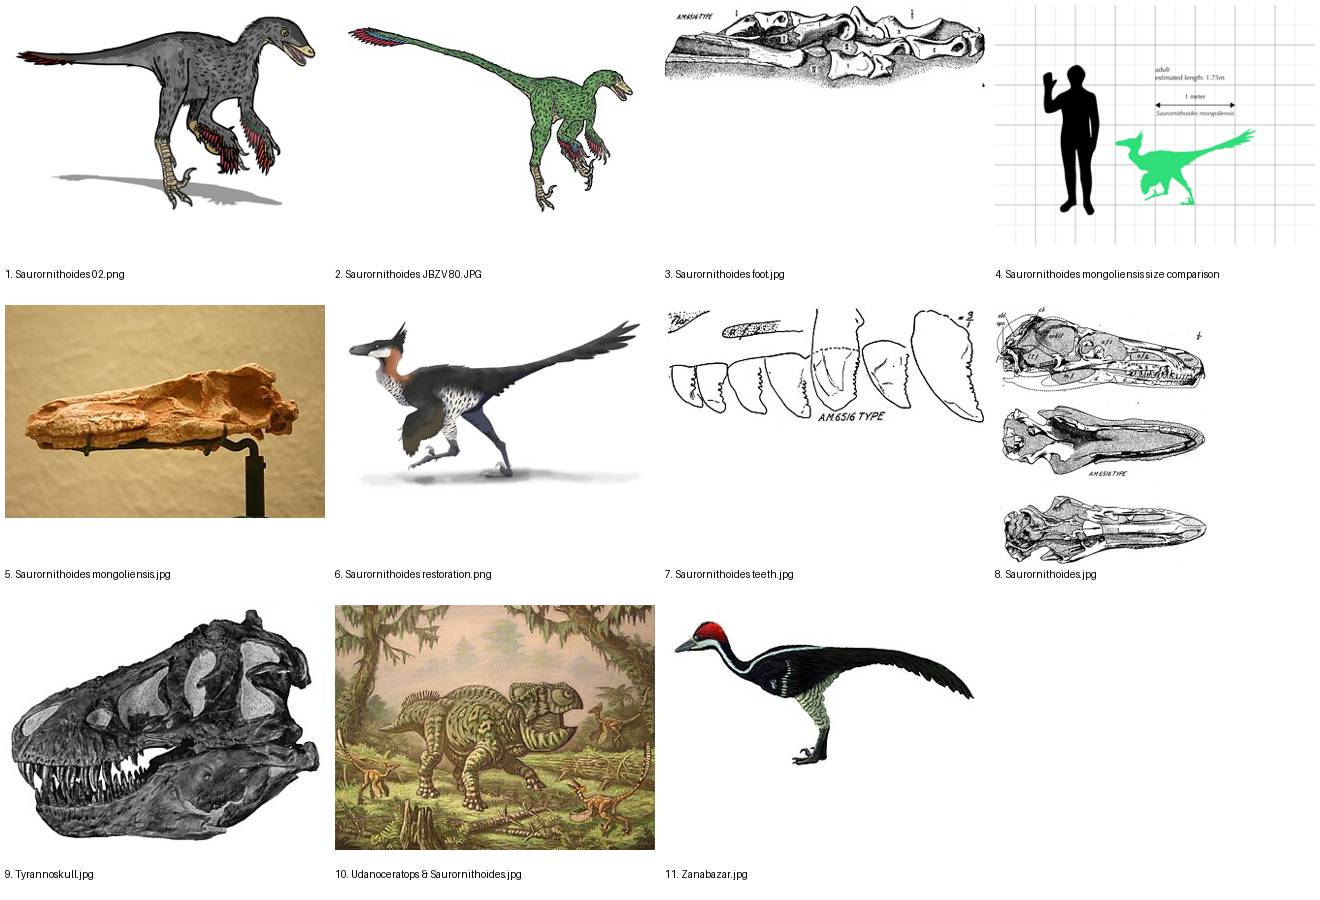 A.M. 6516 TYPE
adult
estimated length: 1.75m
1 meter
Saurornithoides mongoliensis
1. Saurornithoides 02.png
2. Saurornithoides JBZV 80.JPG
3. Saurornithoides foot.jpg
4. Saurornithoides mongoliensis size comparison
A.M. 6516 TYPE
A.M. 6516 TYPE
5. Saurornithoides mongoliensis.jpg
6. Saurornithoides restoration.png
7. Saurornithoides teeth.jpg
8. Saurornithoides.jpg
9. Tyrannoskull.jpg
10. Udanoceratops & Saurornithoides.jpg
11. Zanabazar.jpg